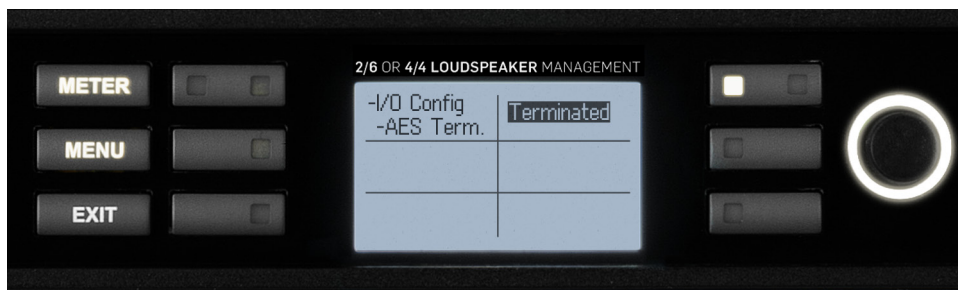 2/6 OR 4/4 LOUDSPEAKER MANAGEMENT
METER
MENU
EXIT
-I/O Config
-AES Term.
Terminated